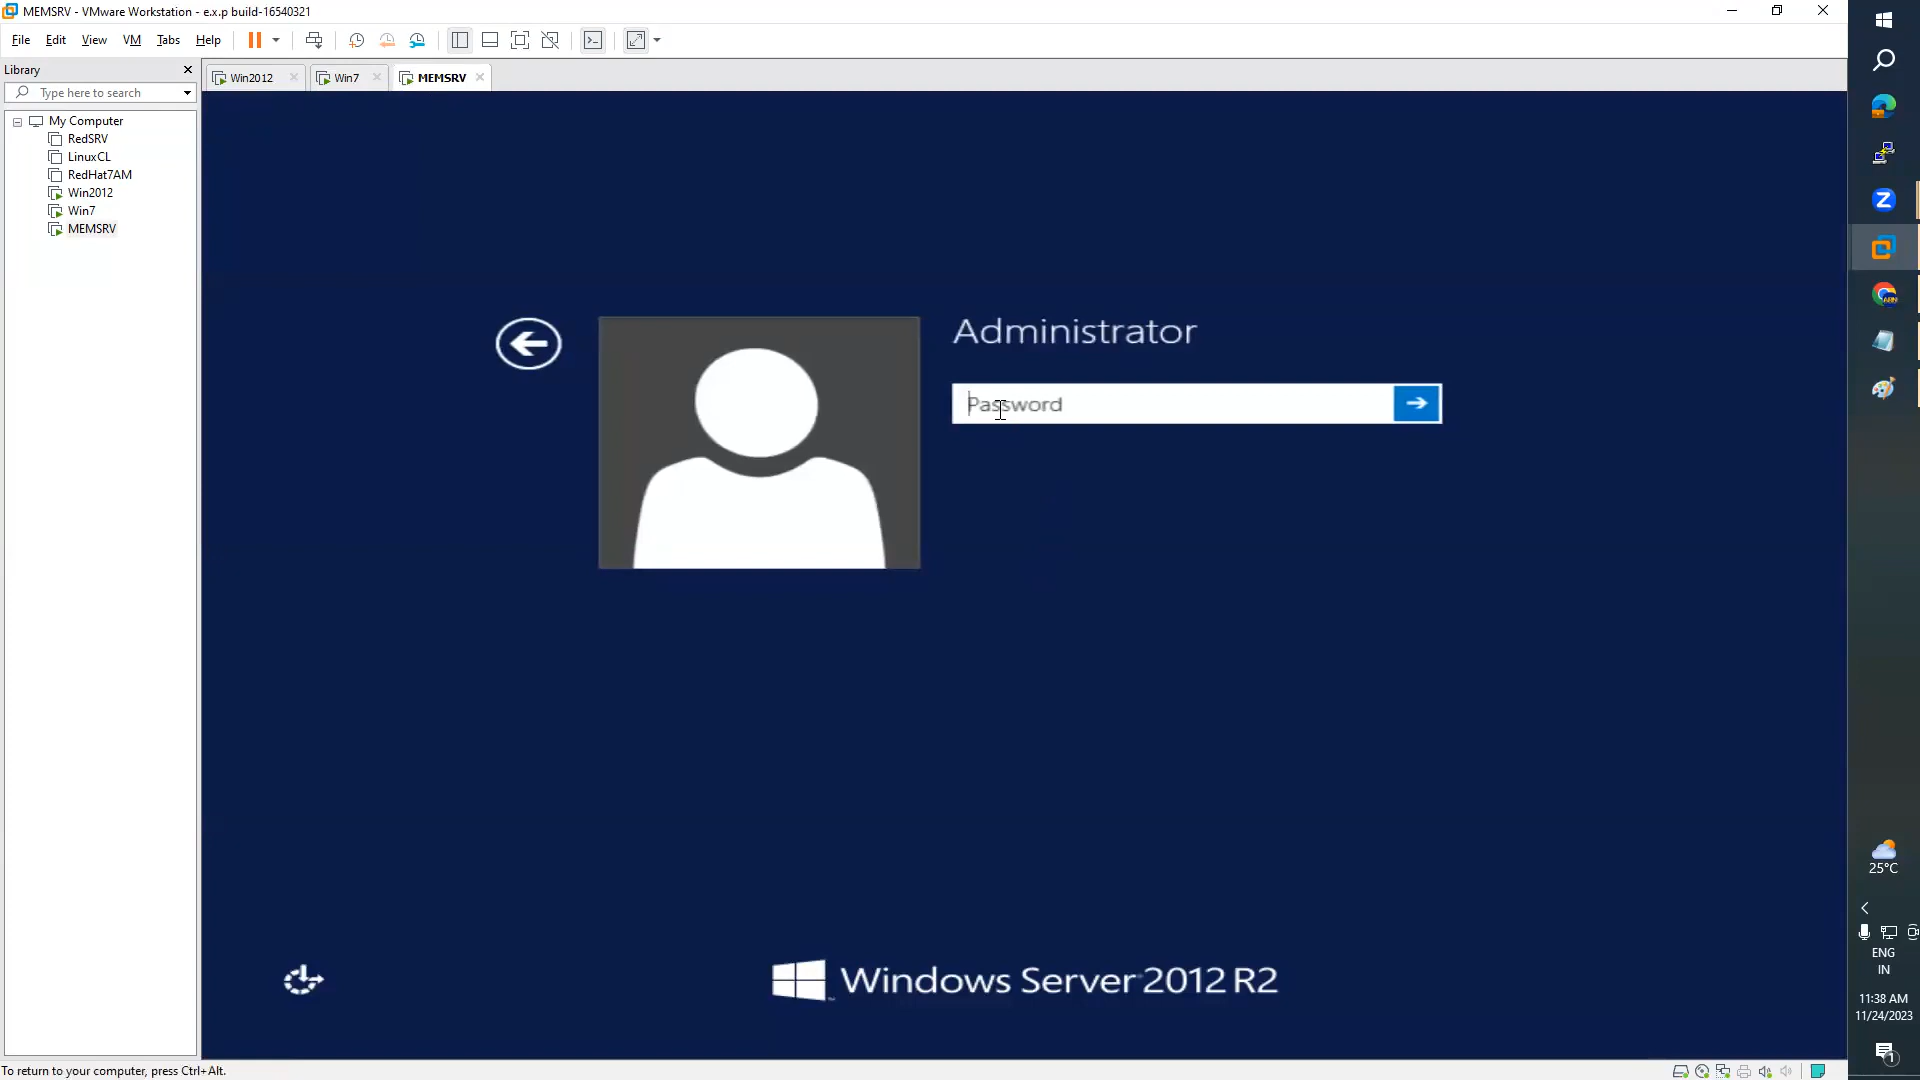 MEMSRV - VMware Workstation - e.x.p build-16540321
File Edit View VM Tabs Help
Library
Type here to search
Win2012 Win7 MEMSRV
My Computer
RedSRV
LinuxCL
RedHat7AM
Win2012
Win7
MEMSRV
Administrator
Password
Windows Server 2012 R2
To return to your computer, press Ctrl+Alt.
25°C
ENG
IN
11:38 AM
11/24/2023
1